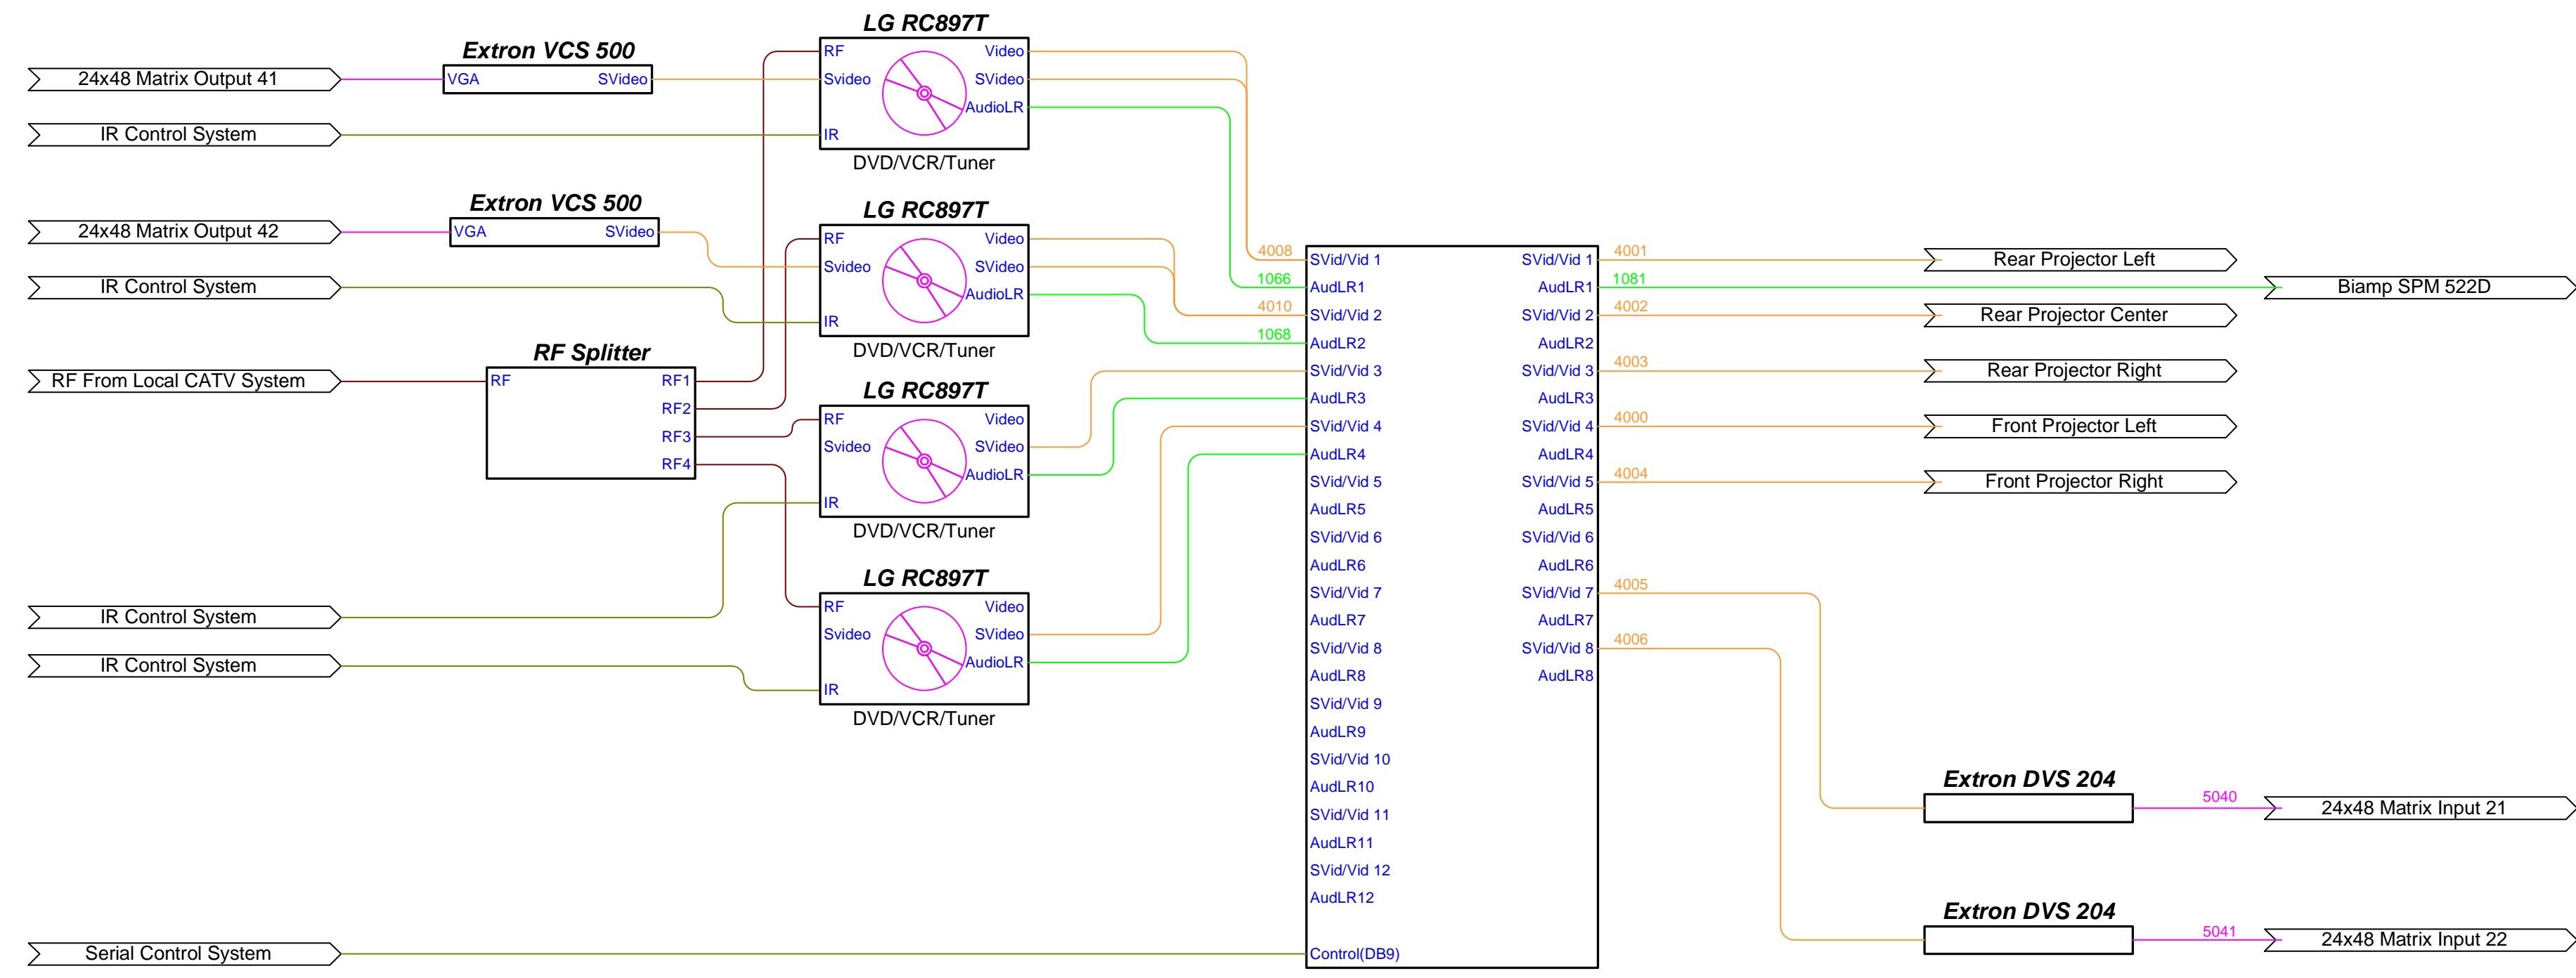 24x48 Matrix Output 41
IR Control System
24x48 Matrix Output 42
IR Control System
RF From Local CATV System
IR Control System
IR Control System
Serial Control System
Extron VCS 500
VGA SVideo
Extron VCS 500
VGA SVideo
RF Splitter
RF RF1
RF2
RF3
RF4
LG RC897T
RF Video
Svideo SVideo
AudioLR
IR
DVD/VCR/Tuner
LG RC897T
RF Video
Svideo SVideo
AudioLR
IR
DVD/VCR/Tuner
LG RC897T
RF Video
Svideo SVideo
AudioLR
IR
DVD/VCR/Tuner
LG RC897T
RF Video
Svideo SVideo
AudioLR
IR
DVD/VCR/Tuner
4008 SVid/Vid 1 SVid/Vid 1 4001
1066 AudLR1 AudLR1 1081
4010 SVid/Vid 2 SVid/Vid 2 4002
1068 AudLR2 AudLR2
SVid/Vid 3 SVid/Vid 3 4003
AudLR3 AudLR3
SVid/Vid 4 SVid/Vid 4 4000
AudLR4 AudLR4
SVid/Vid 5 SVid/Vid 5 4004
AudLR5 AudLR5
SVid/Vid 6 SVid/Vid 6
AudLR6 AudLR6
SVid/Vid 7 SVid/Vid 7 4005
AudLR7 AudLR7
SVid/Vid 8 SVid/Vid 8 4006
AudLR8 AudLR8
SVid/Vid 9
AudLR9
SVid/Vid 10
AudLR10
SVid/Vid 11
AudLR11
SVid/Vid 12
AudLR12
Control(DB9)
Rear Projector Left
Biamp SPM 522D
Rear Projector Center
Rear Projector Right
Front Projector Left
Front Projector Right
Extron DVS 204
5040
24x48 Matrix Input 21
Extron DVS 204
5041
24x48 Matrix Input 22